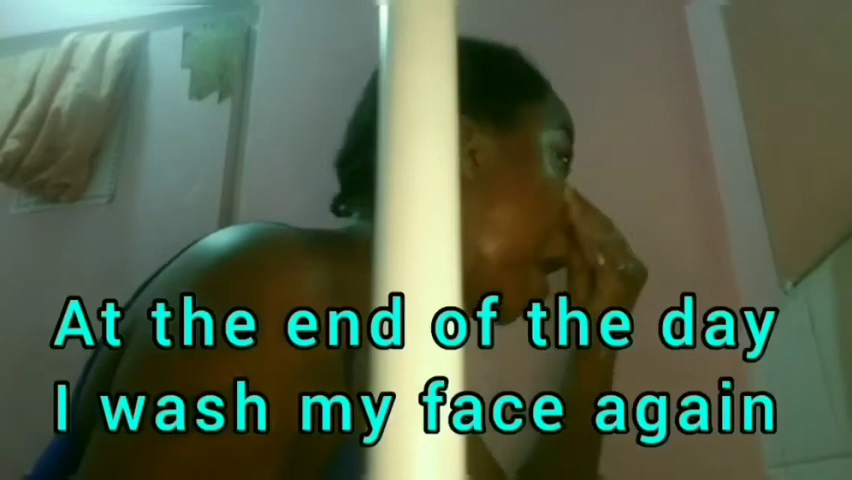 At the end of the day
I wash my face again